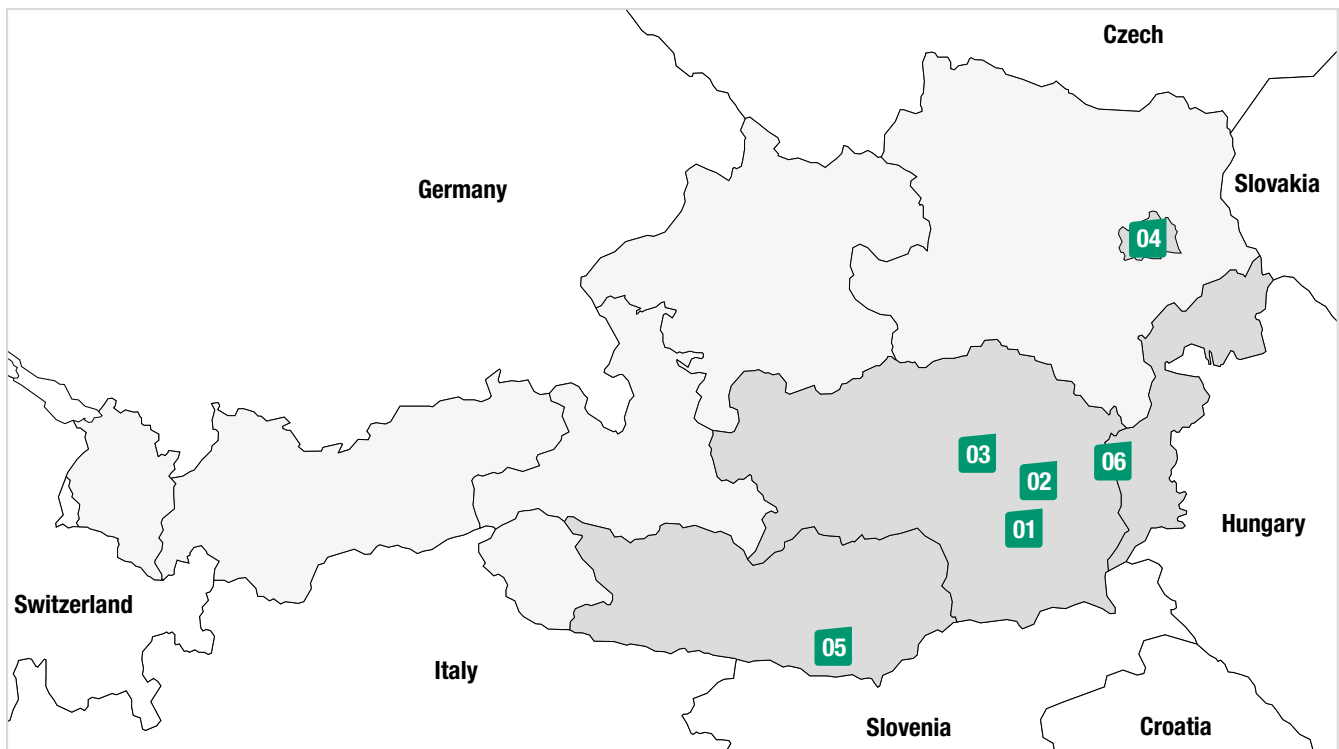 Czech
Slovakia
Germany
04
03
06
02
01
Hungary
Switzerland
05
Italy
Slovenia
Croatia